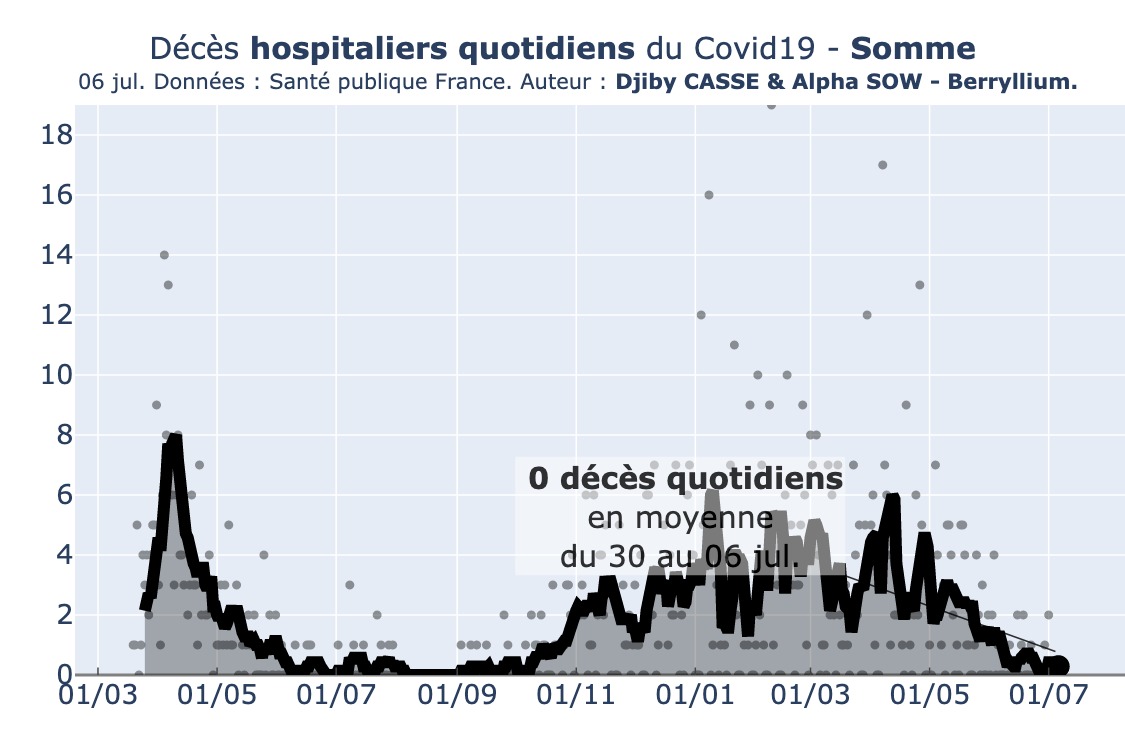 Décès hospitaliers quotidiens du Covid19 - Somme
06 jul. Données : Santé publique France. Auteur : Djiby CASSE & Alpha SOW - Berryllium.
18
16
14
12
10
8
6
4
2
0
0 décès quotidiens
en moyenne
du 30 au 06 jul.
01/03 01/05 01/07 01/09 01/11 01/01 01/03 01/05 01/07